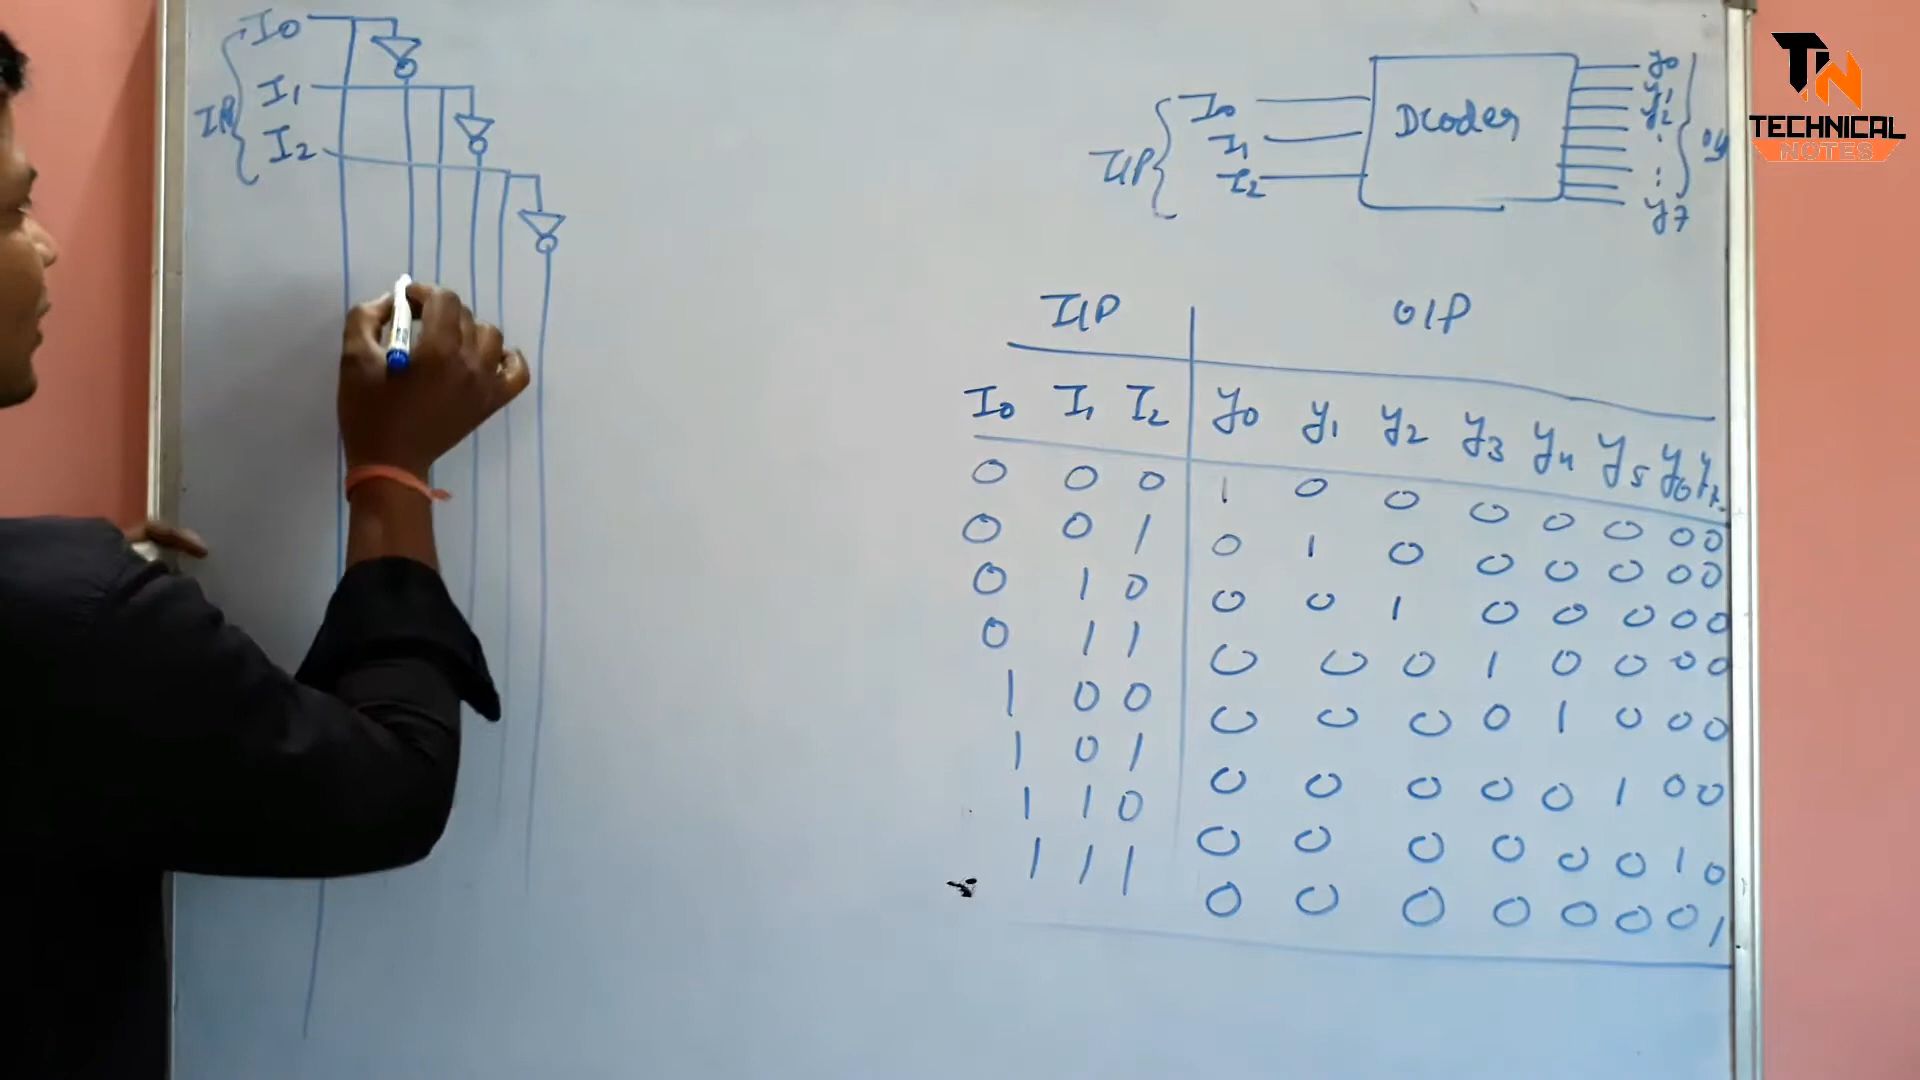 I0
I1
I2
I/P
Dcoder
I/P
I0
I1
I2
y0
y1
y2
:
:
y7
TECHNICAL
NOTES
I/P O/P
I0 I1 I2 y0 y1 y2 y3 y4 y5 y6 y7
0 0 0 1 0 0 0 0 0 0 0
0 0 1 0 1 0 0 0 0 0 0
0 1 0 0 0 1 0 0 0 0 0
0 1 1 0 0 0 1 0 0 0 0
1 0 0 0 0 0 0 1 0 0 0
1 0 1 0 0 0 0 0 1 0 0
1 1 0 0 0 0 0 0 0 1 0
1 1 1 0 0 0 0 0 0 0 1